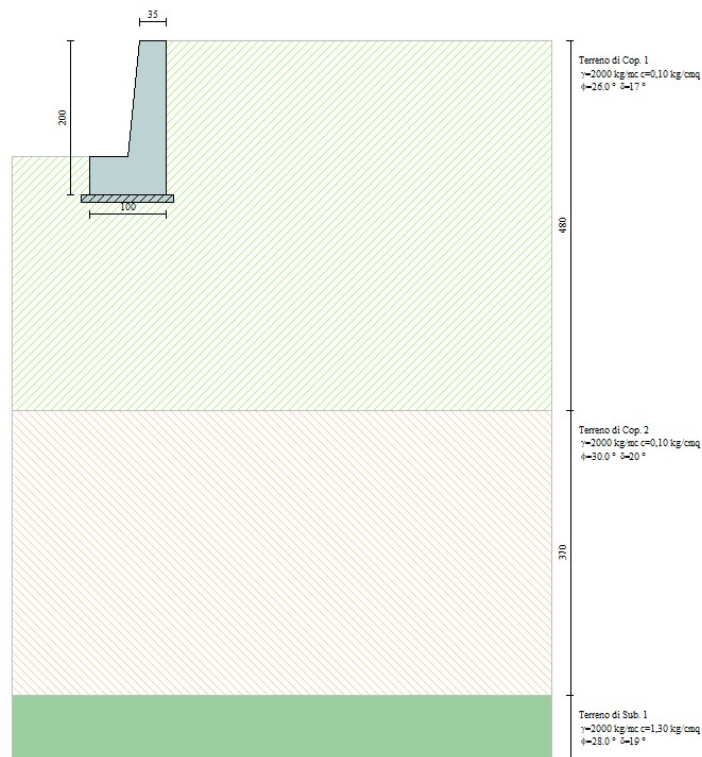 35
Terreno di Cop. 1
γ=2000 kg/mc c=0,10 kg/cmq
ϕ=26.0 ° δ=17 °
200
100
480
Terreno di Cop. 2
γ=2000 kg/mc c=0,10 kg/cmq
ϕ=30.0 ° δ=20 °
370
Terreno di Sub. 1
γ=2000 kg/mc c=1,30 kg/cmq
ϕ=28.0 ° δ=19 °